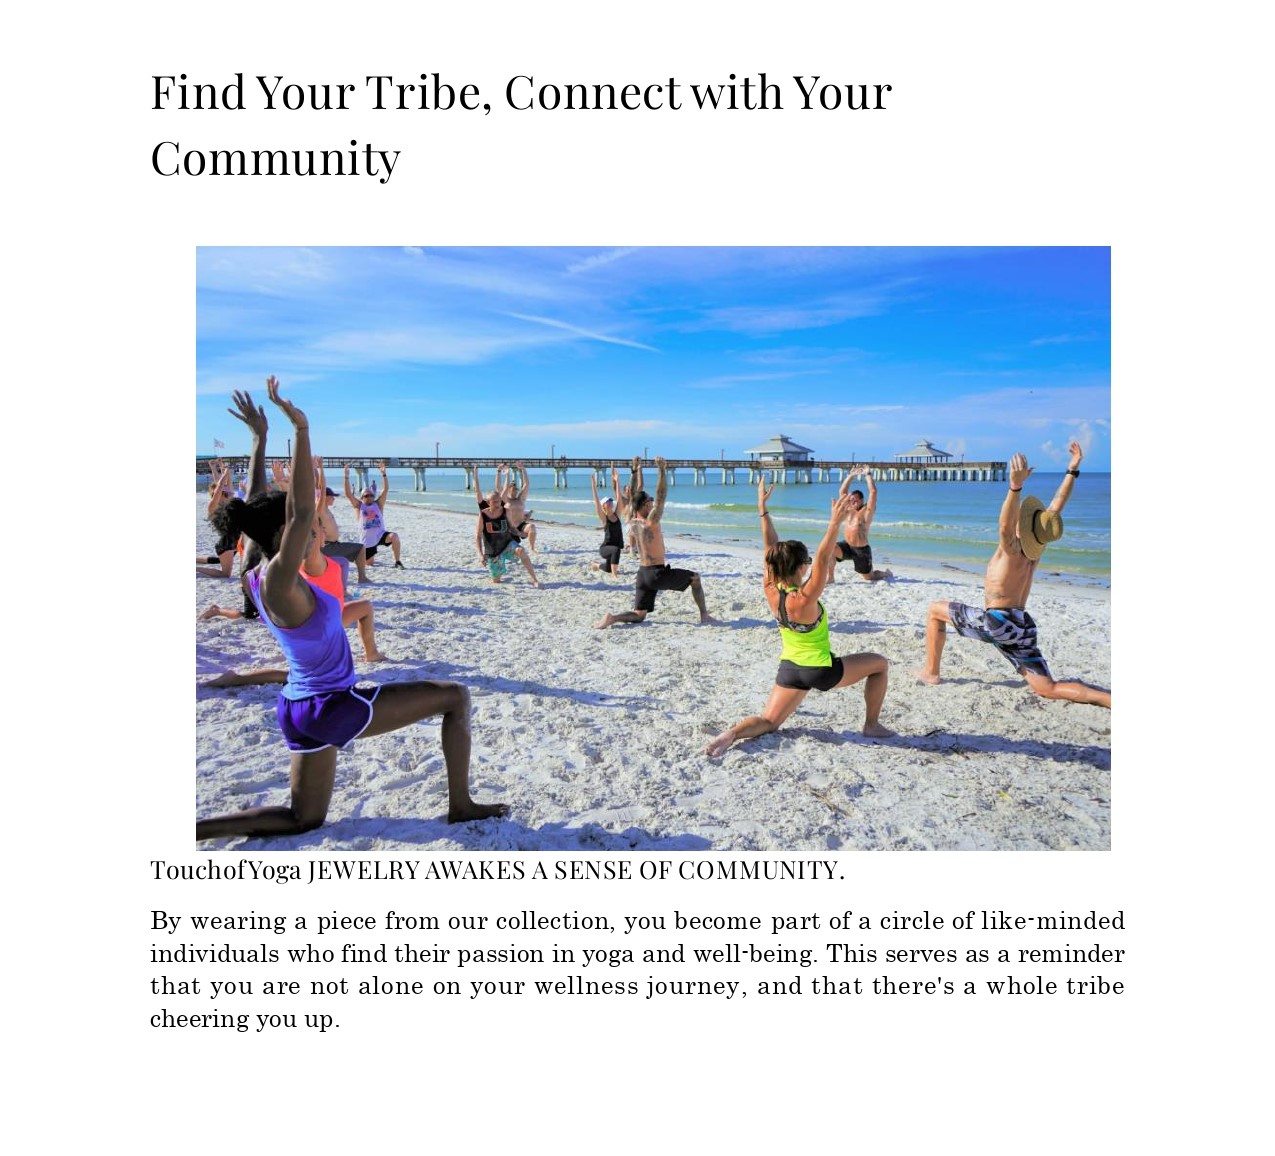 Find Your Tribe, Connect with Your
Community
TouchofYoga JEWELRY AWAKES A SENSE OF COMMUNITY.
By wearing a piece from our collection, you become part of a circle of like-minded
individuals who find their passion in yoga and well-being. This serves as a reminder
that you are not alone on your wellness journey, and that there's a whole tribe
cheering you up.